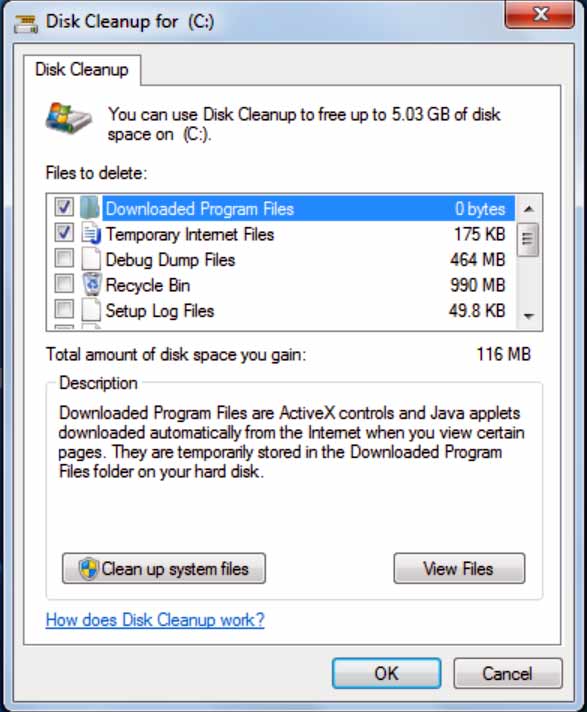 Disk Cleanup for (C:)
Disk Cleanup
You can use Disk Cleanup to free up to 5.03 GB of disk
space on (C:).
Files to delete:
Downloaded Program Files 0 bytes
Temporary Internet Files 175 KB
Debug Dump Files 464 MB
Recycle Bin 990 MB
Setup Log Files 49.8 KB
Total amount of disk space you gain: 116 MB
Description
Downloaded Program Files are ActiveX controls and Java applets
downloaded automatically from the Internet when you view certain
pages. They are temporarily stored in the Downloaded Program
Files folder on your hard disk.
Clean up system files View Files
How does Disk Cleanup work?
OK Cancel